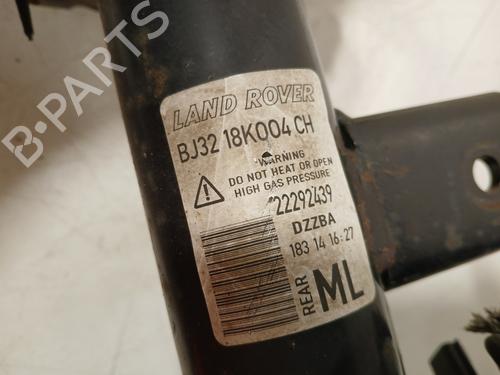 B-PARTS
LAND ROVER
BJ32 18K004 CH
WARNING
DO NOT HEAT OR OPEN
HIGH GAS PRESSURE
22292439
DZZBA
183 14 16:27
REAR ML